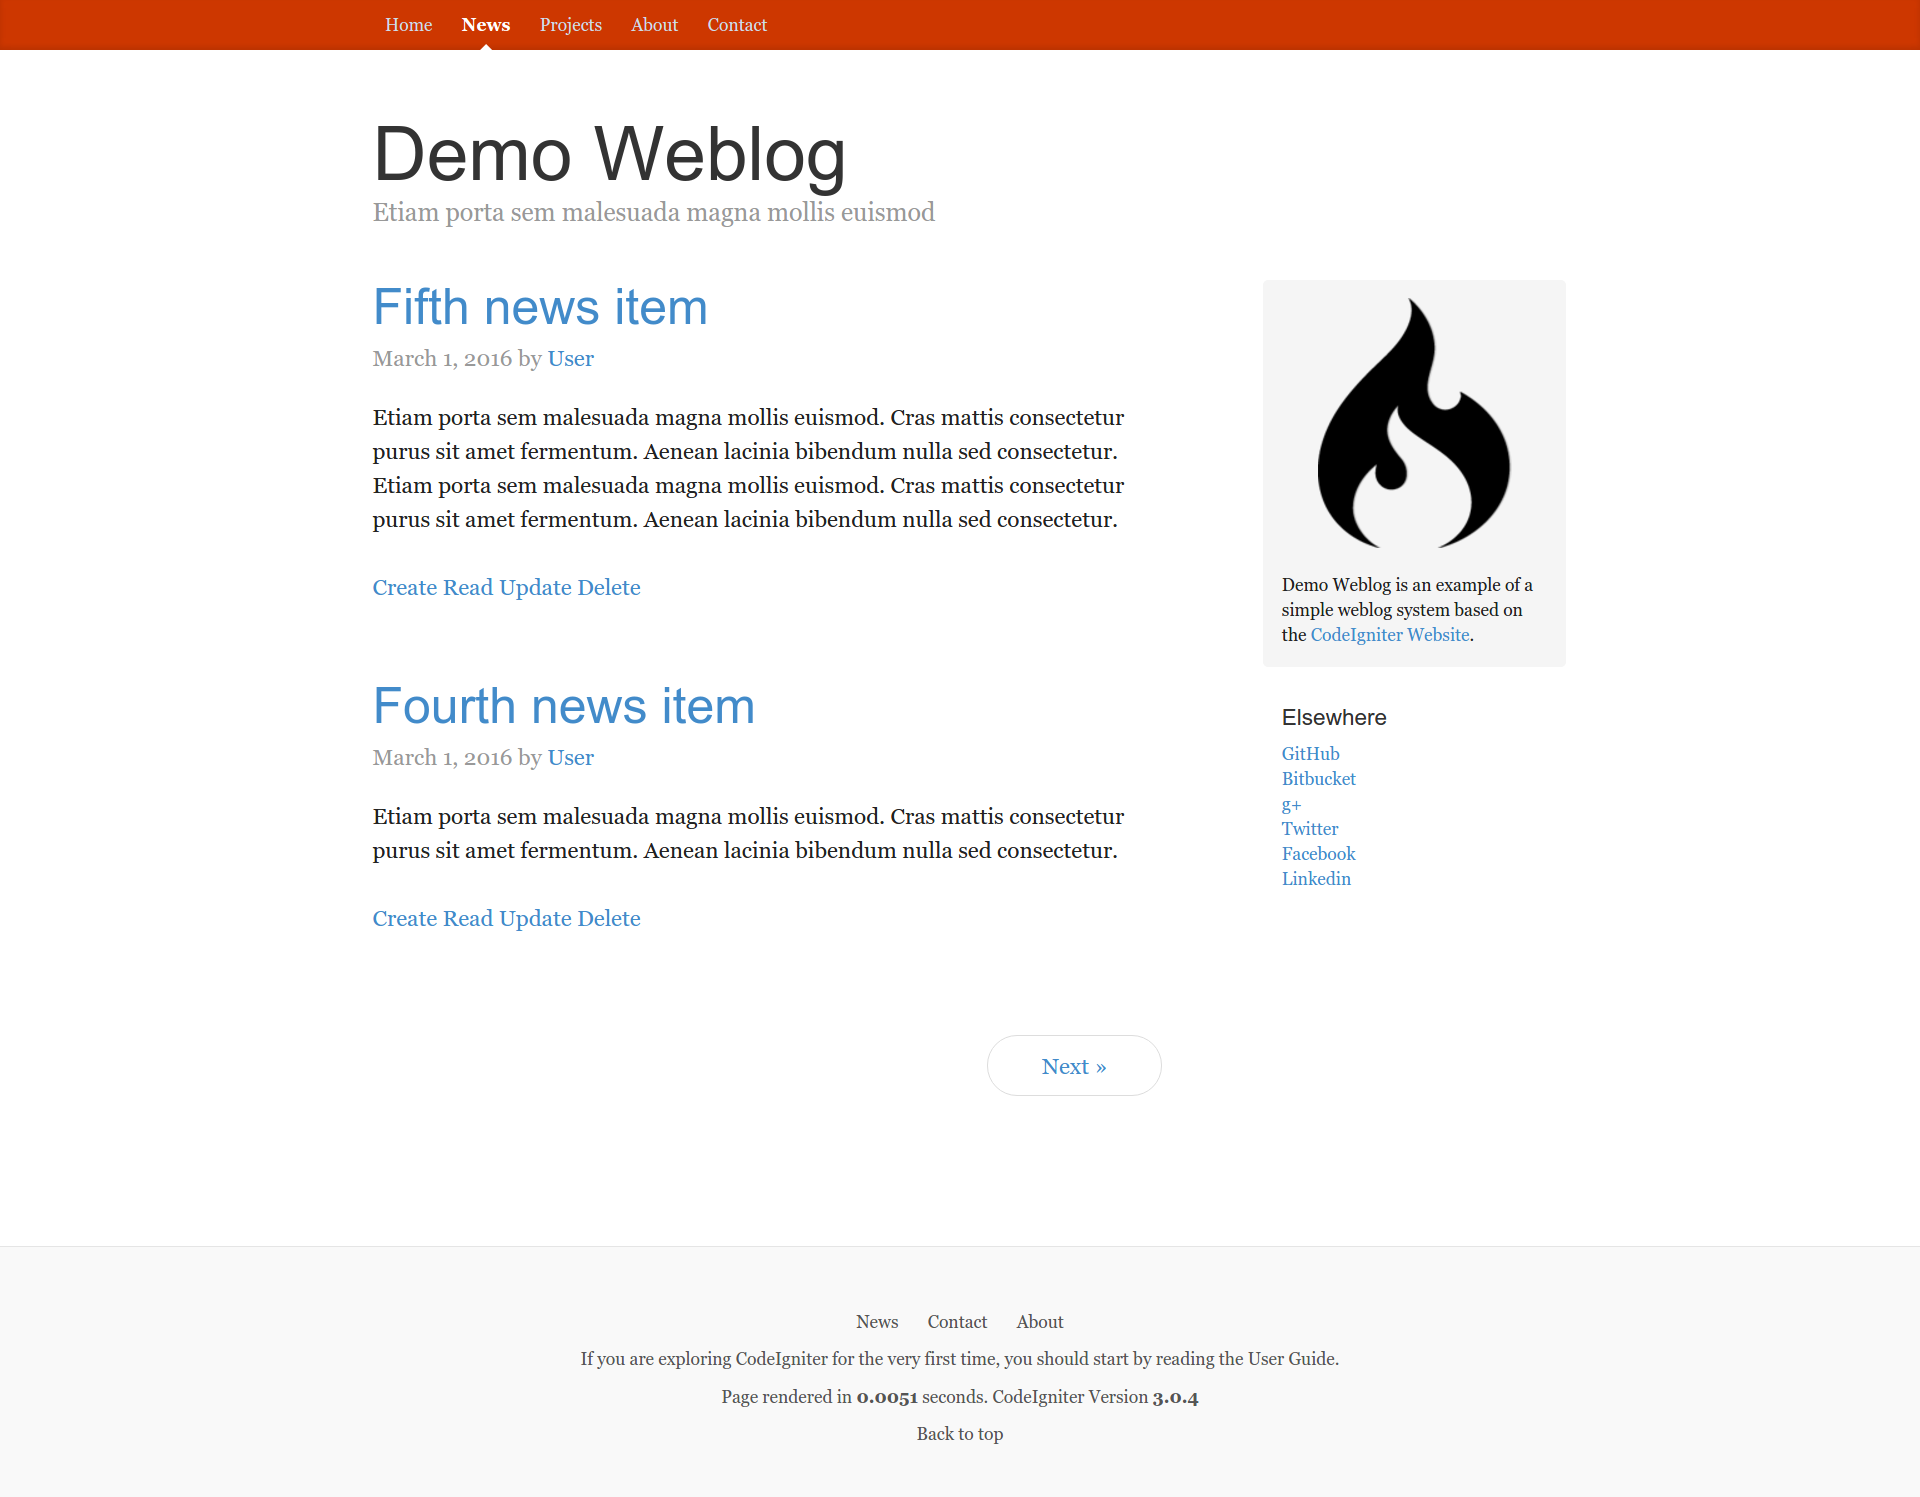 Home News Projects About Contact
Demo Weblog
Etiam porta sem malesuada magna mollis euismod
Fifth news item
March 1, 2016 by User
Etiam porta sem malesuada magna mollis euismod. Cras mattis consectetur
purus sit amet fermentum. Aenean lacinia bibendum nulla sed consectetur.
Etiam porta sem malesuada magna mollis euismod. Cras mattis consectetur
purus sit amet fermentum. Aenean lacinia bibendum nulla sed consectetur.
Create Read Update Delete
Fourth news item
March 1, 2016 by User
Etiam porta sem malesuada magna mollis euismod. Cras mattis consectetur
purus sit amet fermentum. Aenean lacinia bibendum nulla sed consectetur.
Create Read Update Delete
Next »
Demo Weblog is an example of a
simple weblog system based on
the CodeIgniter Website.
Elsewhere
GitHub
Bitbucket
g+
Twitter
Facebook
Linkedin
News Contact About
If you are exploring CodeIgniter for the very first time, you should start by reading the User Guide.
Page rendered in 0.0051 seconds. CodeIgniter Version 3.0.4
Back to top